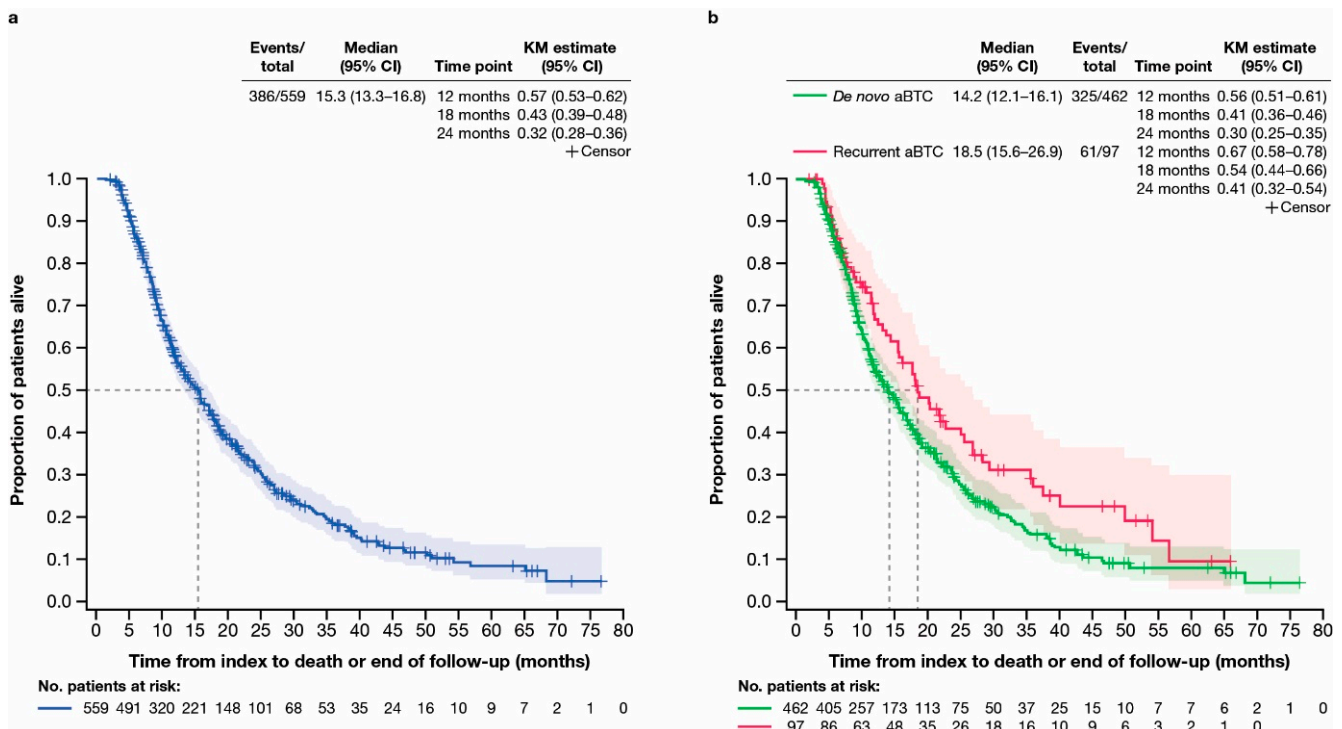 a
Events/ Median KM estimate
total (95% CI) Time point (95% CI)
386/559 15.3 (13.3–16.8) 12 months 0.57 (0.53–0.62)
18 months 0.43 (0.39–0.48)
24 months 0.32 (0.28–0.36)
+Censor
Proportion of patients alive
1.0
0.9
0.8
0.7
0.6
0.5
0.4
0.3
0.2
0.1
0.0
0 5 10 15 20 25 30 35 40 45 50 55 60 65 70 75 80
Time from index to death or end of follow-up (months)
No. patients at risk:
559 491 320 221 148 101 68 53 35 24 16 10 9 7 2 1 0
b
Median Events/ KM estimate
(95% CI) total Time point (95% CI)
De novo aBTC 14.2 (12.1–16.1) 325/462 12 months 0.56 (0.51–0.61)
18 months 0.41 (0.36–0.46)
24 months 0.30 (0.25–0.35)
Recurrent aBTC 18.5 (15.6–26.9) 61/97 12 months 0.67 (0.58–0.78)
18 months 0.54 (0.44–0.66)
24 months 0.41 (0.32–0.54)
+Censor
Proportion of patients alive
1.0
0.9
0.8
0.7
0.6
0.5
0.4
0.3
0.2
0.1
0.0
0 5 10 15 20 25 30 35 40 45 50 55 60 65 70 75 80
Time from index to death or end of follow-up (months)
No. patients at risk:
462 405 257 173 113 75 50 37 25 15 10 7 7 6 2 1 0
97 86 63 48 35 26 18 16 10 9 6 3 2 1 0